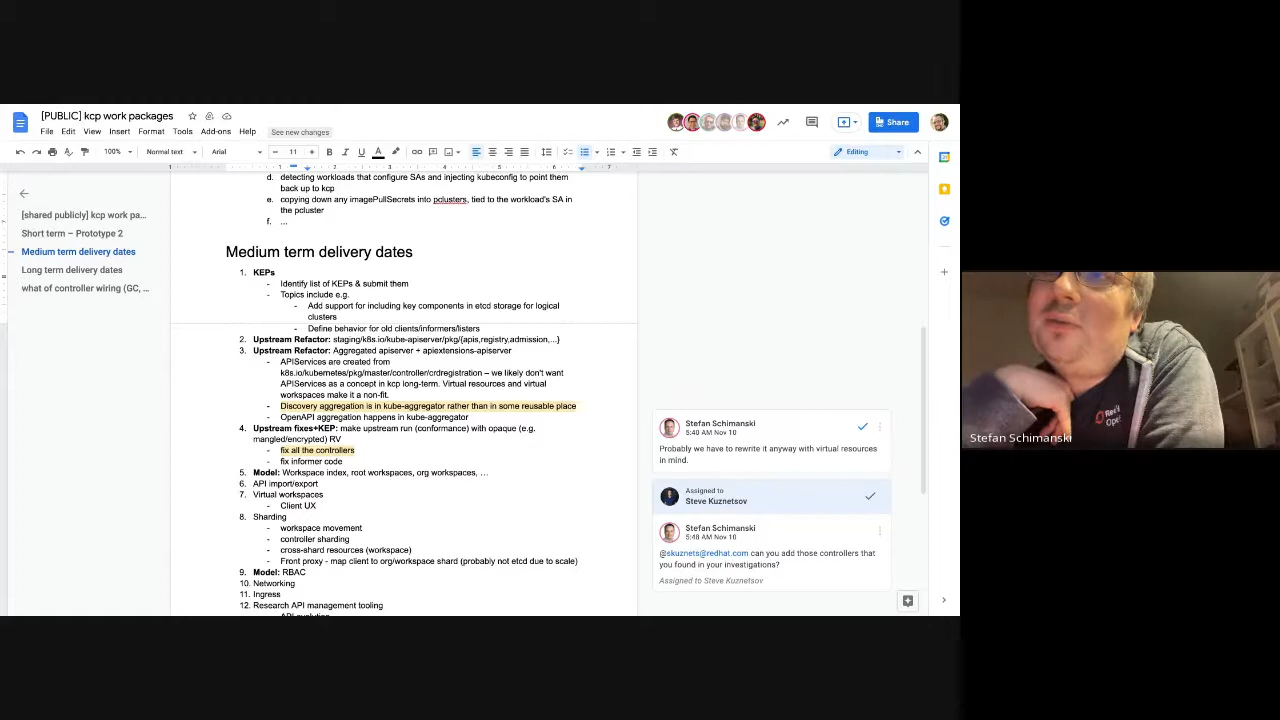 [PUBLIC] kcp work packages
File Edit View Insert Format Tools Add-ons Help See new changes
Share
100% Normal text Arial 11 Editing
1 1 2 3 4 5 6 7
[shared publicly] kcp work pa...
Short term – Prototype 2
Medium term delivery dates
Long term delivery dates
what of controller wiring (GC, ...
d. detecting workloads that configure SAs and injecting kubeconfig to point them
back up to kcp
e. copying down any imagePullSecrets into pclusters, tied to the workload's SA in
the pcluster
f. ...
Medium term delivery dates
1. KEPs
- Identify list of KEPs & submit them
- Topics include e.g.
- Add support for including key components in etcd storage for logical
clusters
- Define behavior for old clients/informers/listers
2. Upstream Refactor: staging/k8s.io/kube-apiserver/pkg/{apis,registry,admission,...}
3. Upstream Refactor: Aggregated apiserver + apiextensions-apiserver
- APIServices are created from
k8s.io/kubernetes/pkg/master/controller/crdregistration – we likely don't want
APIServices as a concept in kcp long-term. Virtual resources and virtual
workspaces make it a non-fit.
- Discovery aggregation is in kube-aggregator rather than in some reusable place
- OpenAPI aggregation happens in kube-aggregator
4. Upstream fixes+KEP: make upstream run (conformance) with opaque (e.g.
mangled/encrypted) RV
- fix all the controllers
- fix informer code
5. Model: Workspace index, root workspaces, org workspaces, …
6. API import/export
7. Virtual workspaces
- Client UX
8. Sharding
- workspace movement
- controller sharding
- cross-shard resources (workspace)
- Front proxy - map client to org/workspace shard (probably not etcd due to scale)
9. Model: RBAC
10. Networking
11. Ingress
12. Research API management tooling
API evolution
Stefan Schimanski
5:40 AM Nov 10
Probably we have to rewrite it anyway with virtual resources
in mind.
Assigned to
Steve Kuznetsov
Stefan Schimanski
5:48 AM Nov 10
@skuznets@redhat.com can you add those controllers that
you found in your investigations?
Assigned to Steve Kuznetsov
Stefan Schimanski